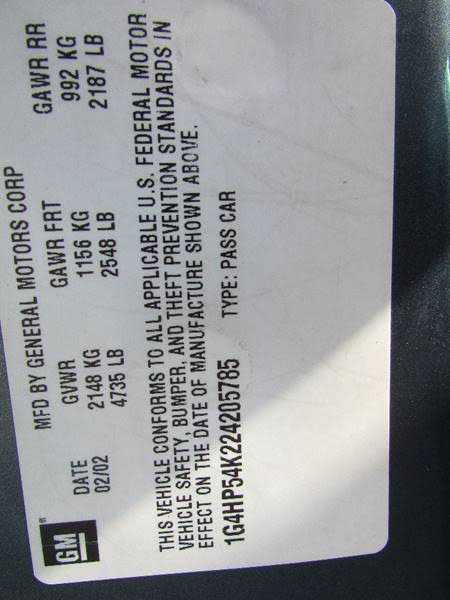 GM ®
MFD BY GENERAL MOTORS CORP
DATE GVWR GAWR FRT GAWR RR
02/02 2148 KG 1156 KG 992 KG
4735 LB 2548 LB 2187 LB
THIS VEHICLE CONFORMS TO ALL APPLICABLE U.S. FEDERAL MOTOR
VEHICLE SAFETY, BUMPER, AND THEFT PREVENTION STANDARDS IN
EFFECT ON THE DATE OF MANUFACTURE SHOWN ABOVE.
1G4HP54K224205785 TYPE: PASS CAR